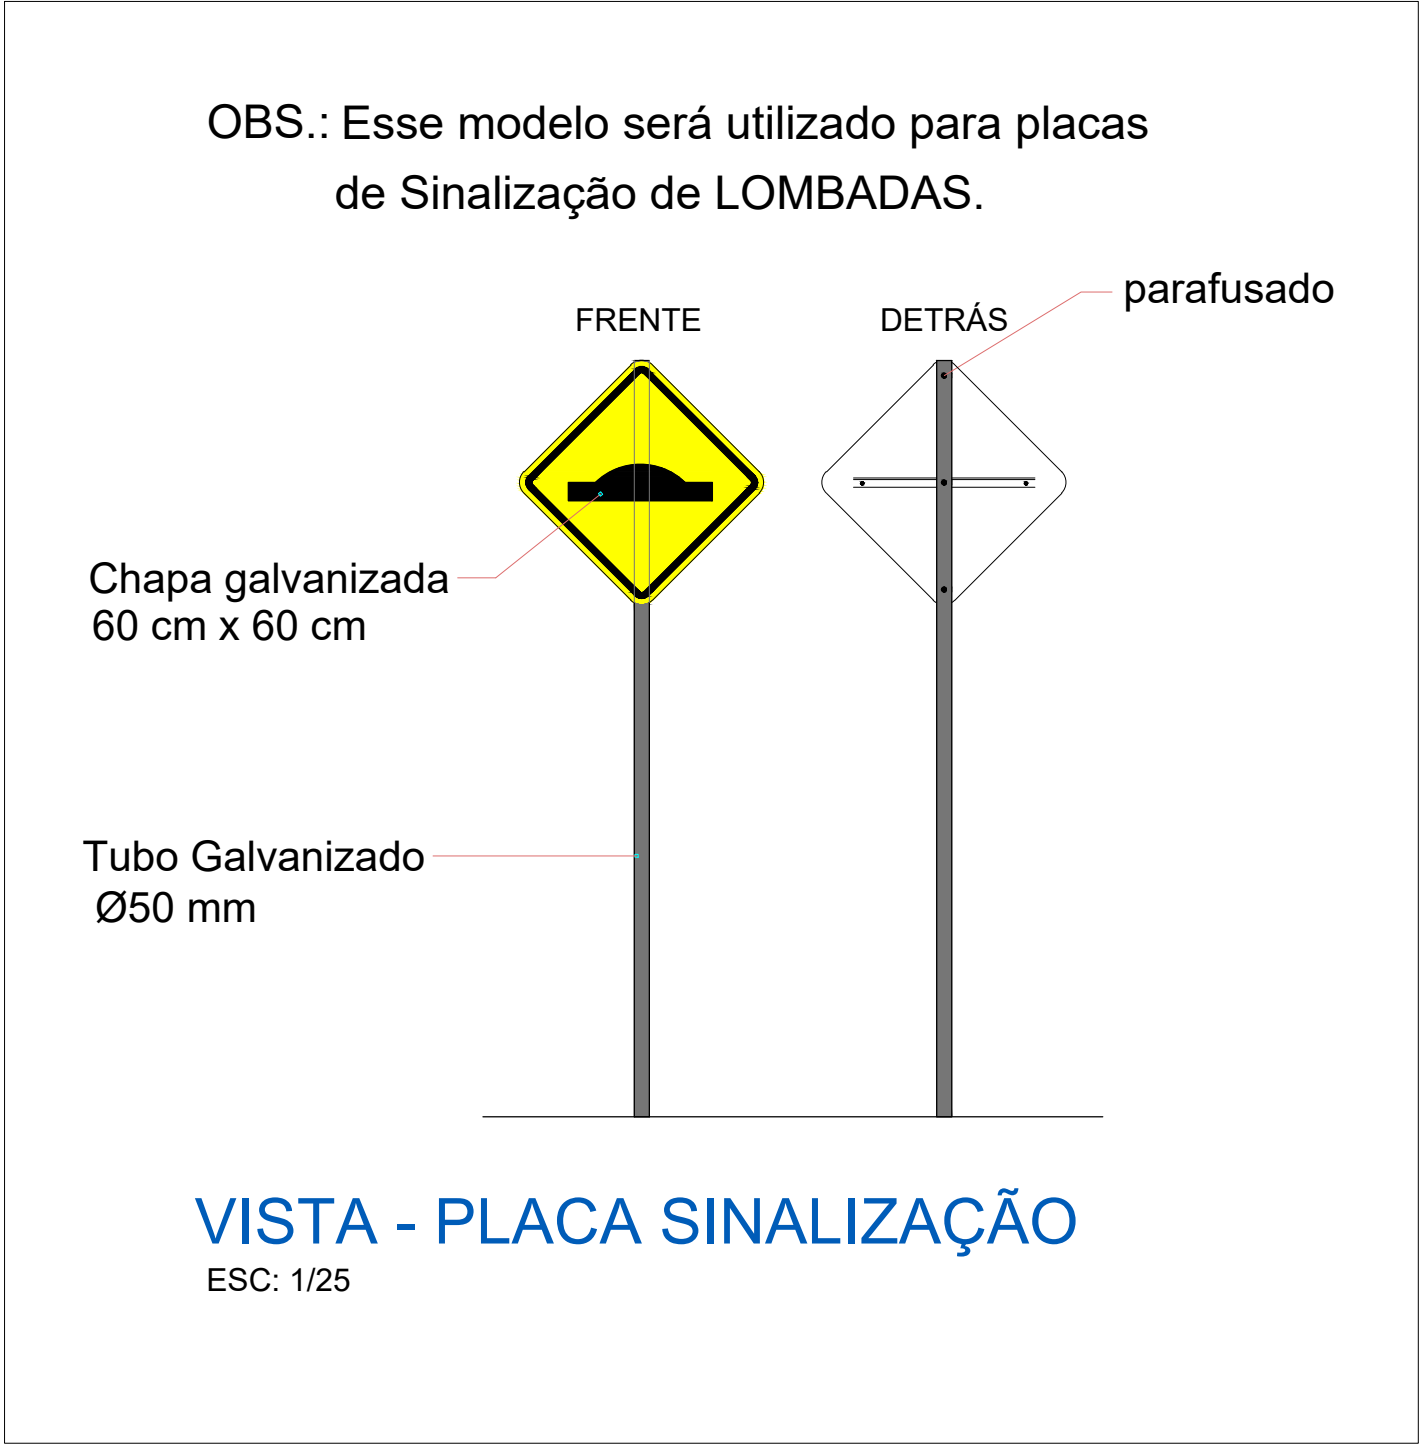 OBS.: Esse modelo será utilizado para placas
de Sinalização de LOMBADAS.
parafusado
FRENTE
DETRÁS
Chapa galvanizada
60 cm x 60 cm
Tubo Galvanizado
Ø50 mm
VISTA - PLACA SINALIZAÇÃO
ESC: 1/25